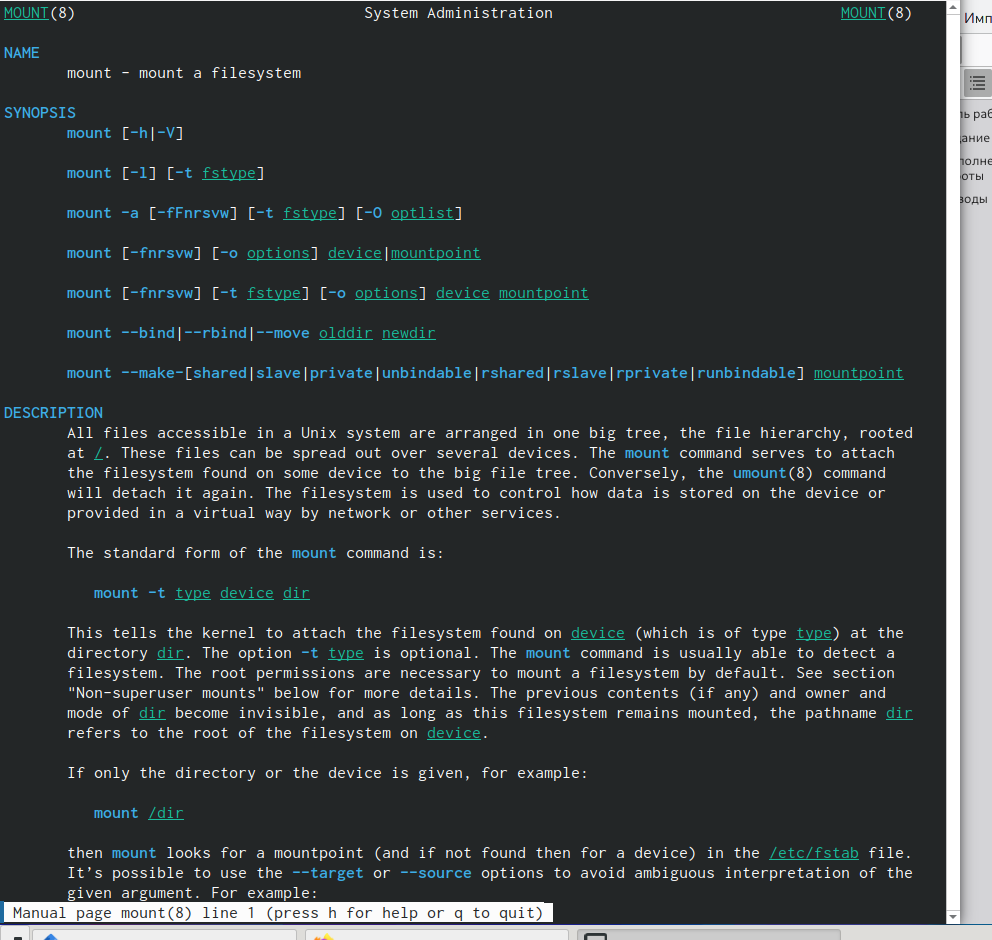 MOUNT(8) System Administration MOUNT(8)
NAME
mount - mount a filesystem
SYNOPSIS
mount [-h|-V]
mount [-l] [-t fstype]
mount -a [-fFnrsvw] [-t fstype] [-O optlist]
mount [-fnrsvw] [-o options] device|mountpoint
mount [-fnrsvw] [-t fstype] [-o options] device mountpoint
mount --bind|--rbind|--move olddir newdir
mount --make-[shared|slave|private|unbindable|rshared|rslave|rprivate|runbindable] mountpoint
DESCRIPTION
All files accessible in a Unix system are arranged in one big tree, the file hierarchy, rooted
at /. These files can be spread out over several devices. The mount command serves to attach
the filesystem found on some device to the big file tree. Conversely, the umount(8) command
will detach it again. The filesystem is used to control how data is stored on the device or
provided in a virtual way by network or other services.
The standard form of the mount command is:
mount -t type device dir
This tells the kernel to attach the filesystem found on device (which is of type type) at the
directory dir. The option -t type is optional. The mount command is usually able to detect a
filesystem. The root permissions are necessary to mount a filesystem by default. See section
"Non-superuser mounts" below for more details. The previous contents (if any) and owner and
mode of dir become invisible, and as long as this filesystem remains mounted, the pathname dir
refers to the root of the filesystem on device.
If only the directory or the device is given, for example:
mount /dir
then mount looks for a mountpoint (and if not found then for a device) in the /etc/fstab file.
It’s possible to use the --target or --source options to avoid ambiguous interpretation of the
given argument. For example:
Manual page mount(8) line 1 (press h for help or q to quit)
Имп